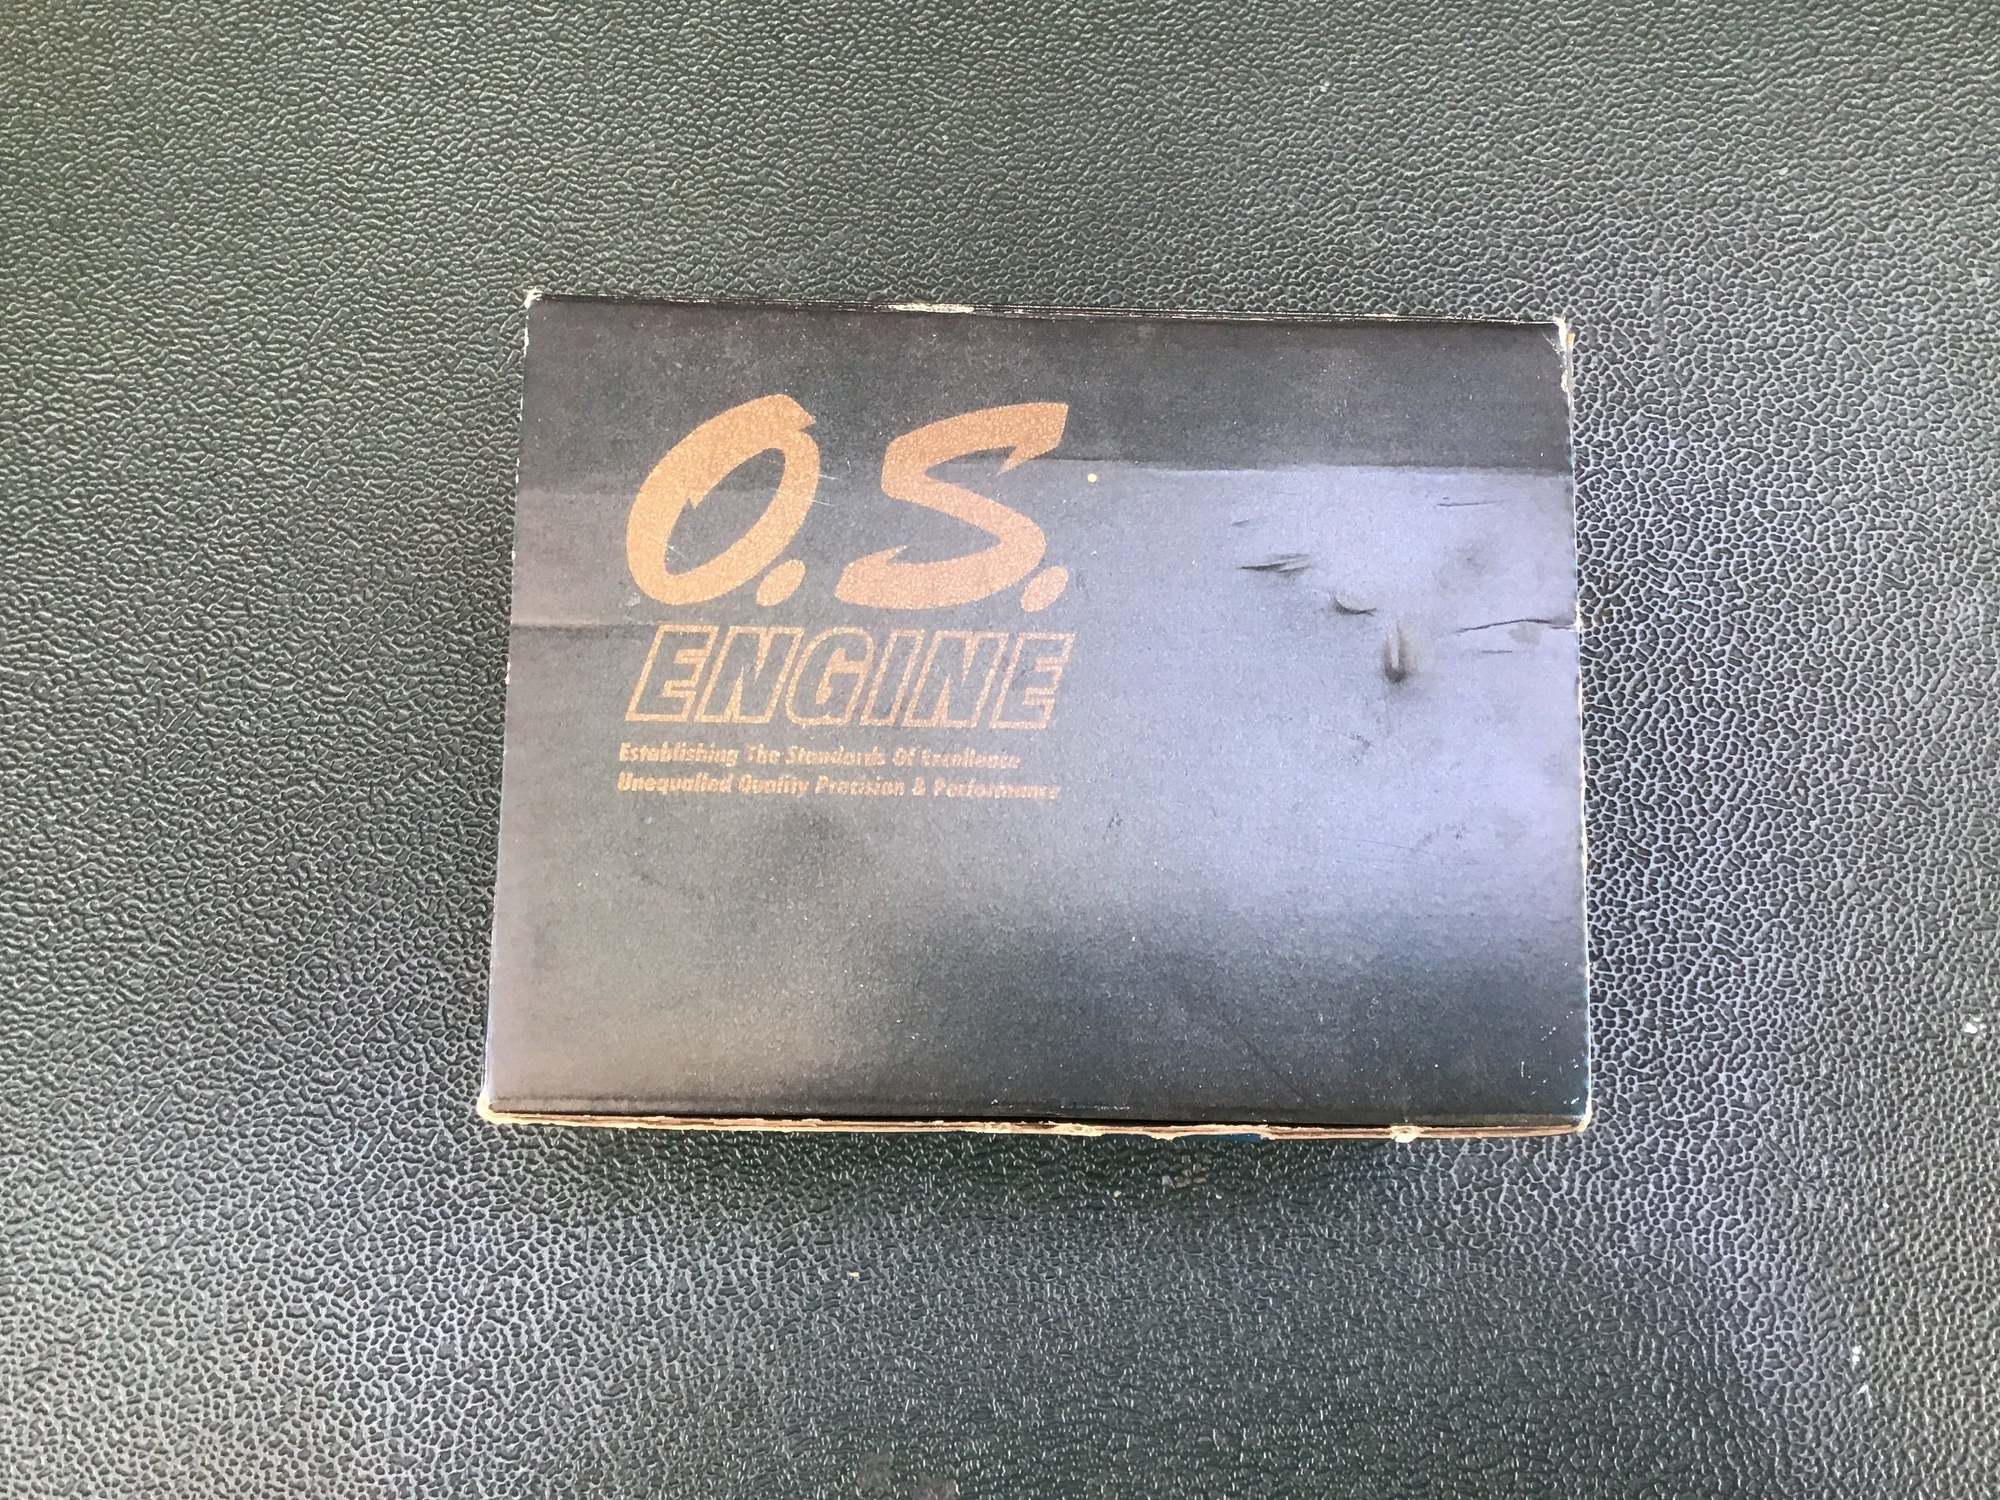 O.S.
ENGINE
Establishing The Standards Of Excellence
Unequalled Quality Precision & Performance